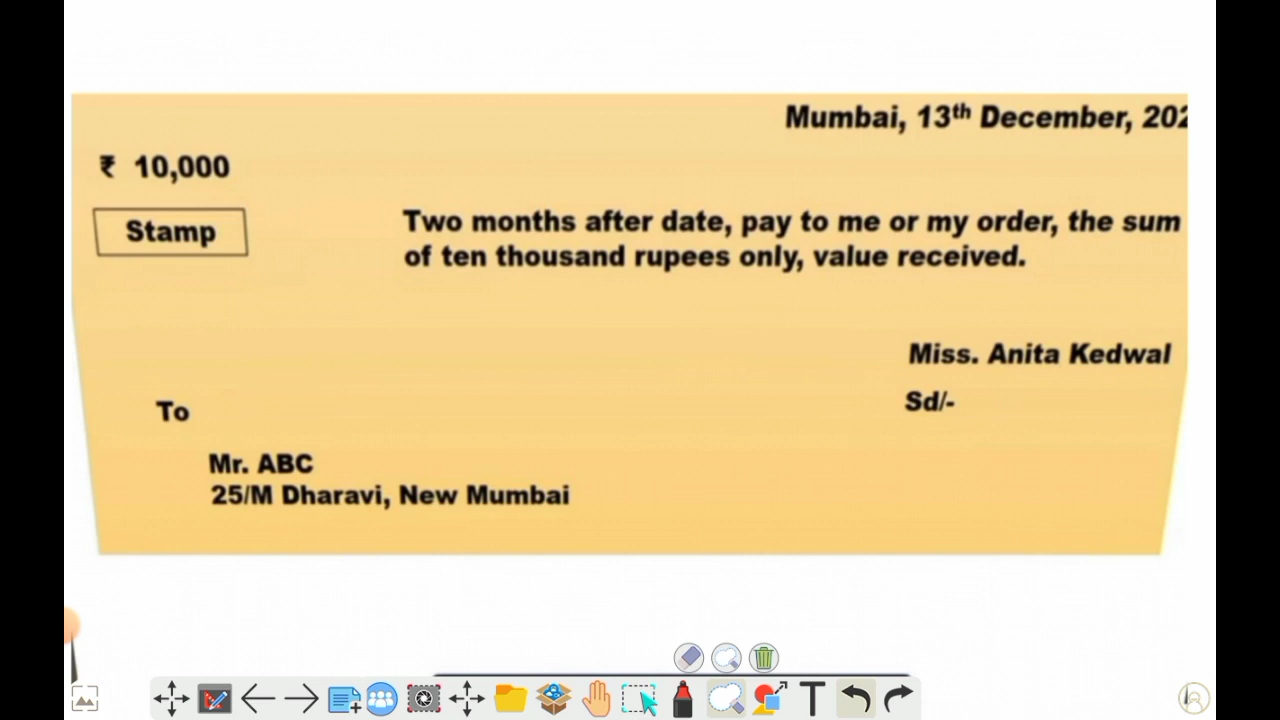 Mumbai, 13th December, 202
₹ 10,000
Stamp
Two months after date, pay to me or my order, the sum
of ten thousand rupees only, value received.
Miss. Anita Kedwal
Sd/-
To
Mr. ABC
25/M Dharavi, New Mumbai